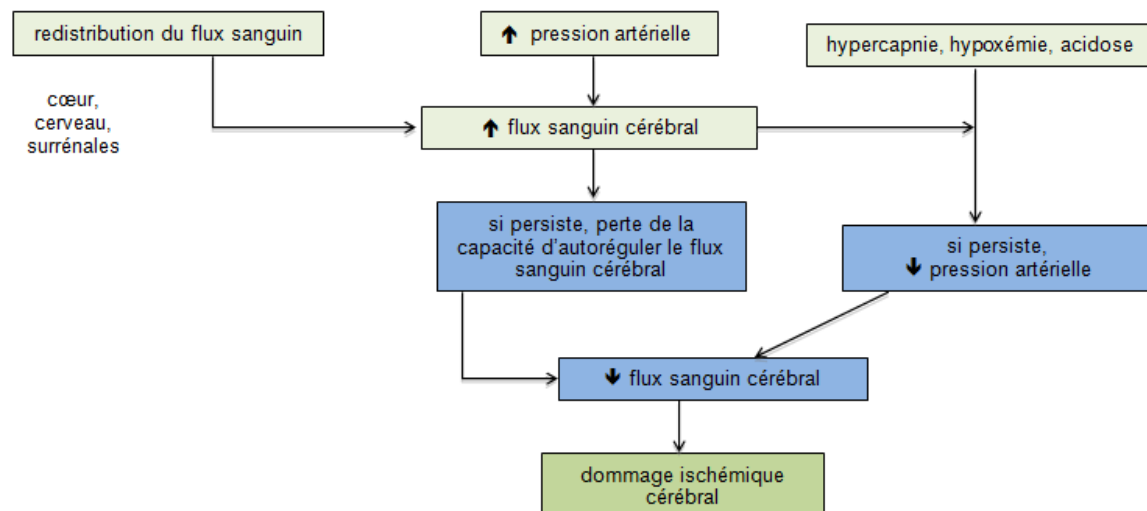 redistribution du flux sanguin
↑ pression artérielle
hypercapnie, hypoxémie, acidose
cœur,
cerveau,
surrénales
↑ flux sanguin cérébral
si persiste, perte de la
capacité d’autoréguler le flux
sanguin cérébral
si persiste,
↓ pression artérielle
↓ flux sanguin cérébral
dommage ischémique
cérébral